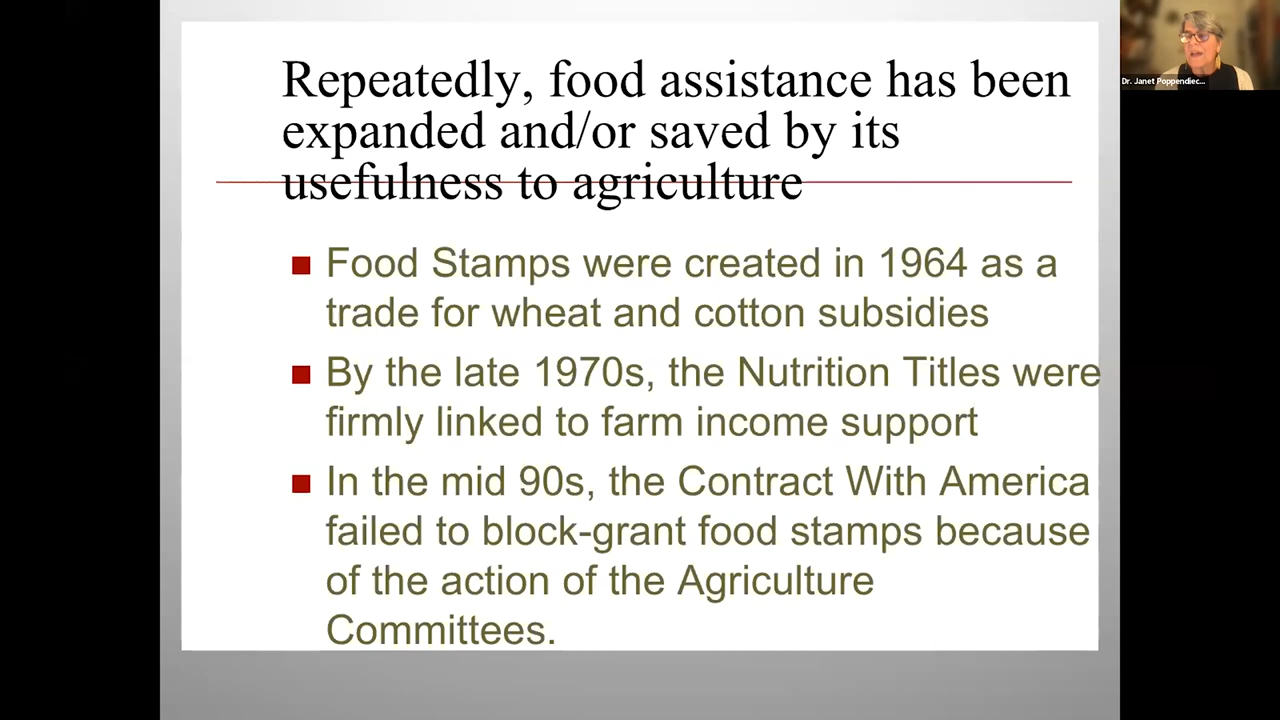 Repeatedly, food assistance has been
expanded and/or saved by its
usefulness to agriculture
Food Stamps were created in 1964 as a
trade for wheat and cotton subsidies
By the late 1970s, the Nutrition Titles were
firmly linked to farm income support
In the mid 90s, the Contract With America
failed to block-grant food stamps because
of the action of the Agriculture
Committees.
Dr. Janet Poppendiec...